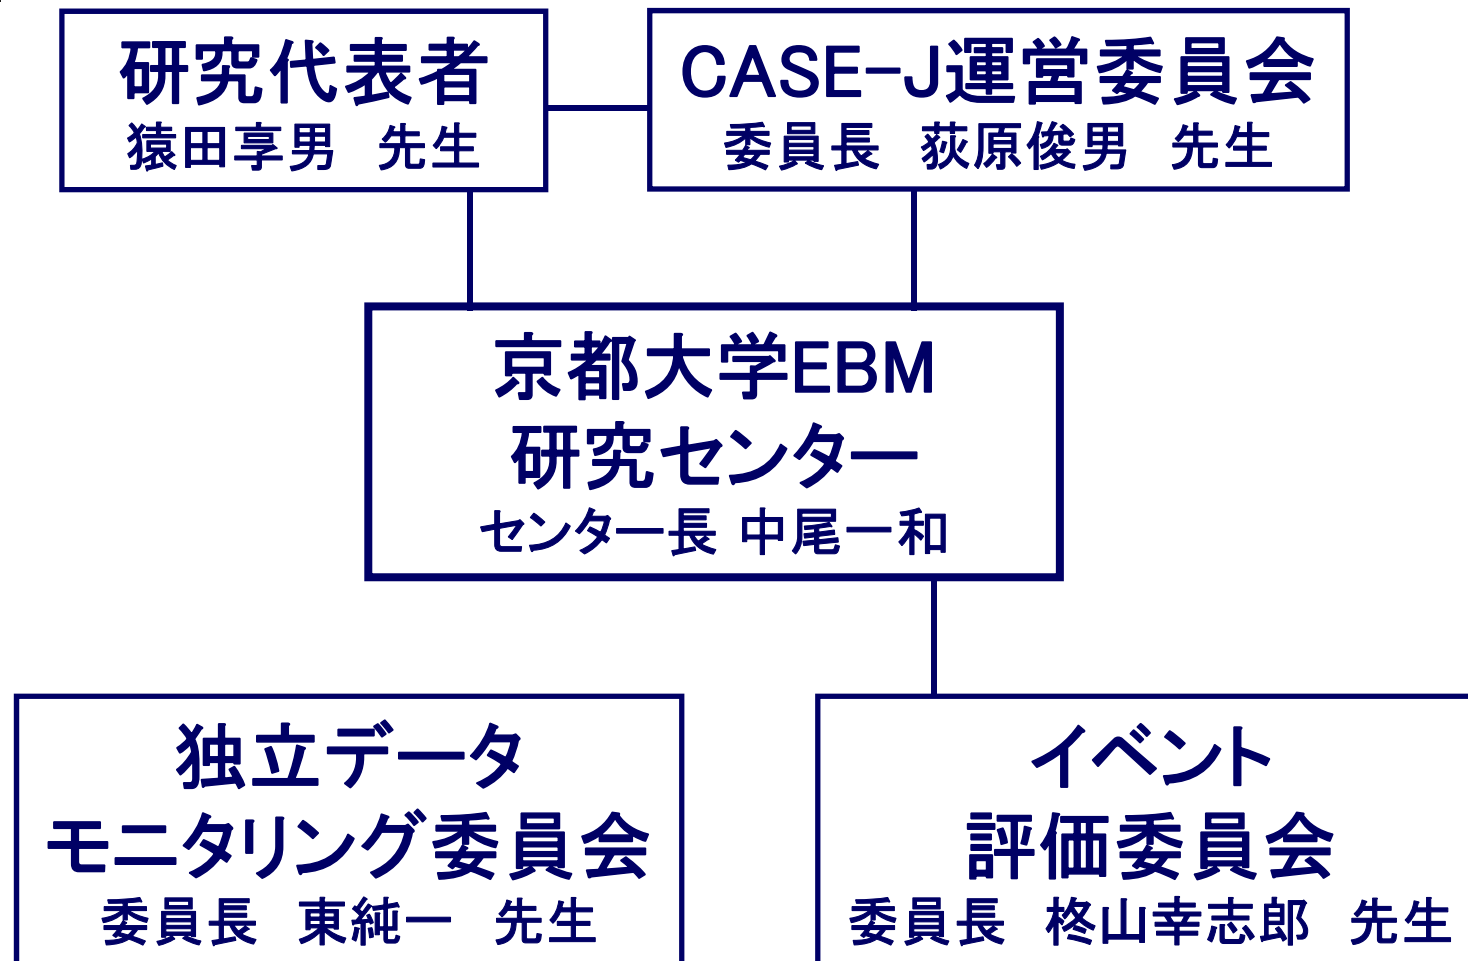 研究代表者
猿田享男 先生
CASE-J運営委員会
委員長 荻原俊男 先生
京都大学EBM
研究センター
センター長 中尾一和
独立データ
モニタリング委員会
委員長 東純一 先生
イベント
評価委員会
委員長 柊山幸志郎 先生